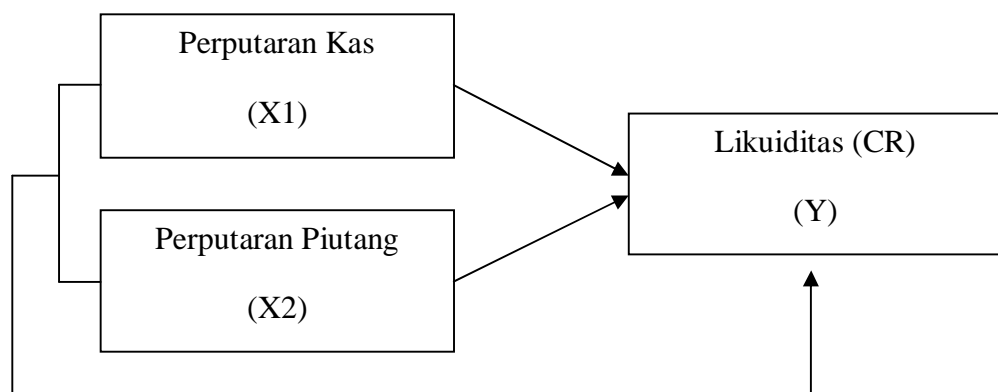 Perputaran Kas
(X1)
Likuiditas (CR)
(Y)
Perputaran Piutang
(X2)